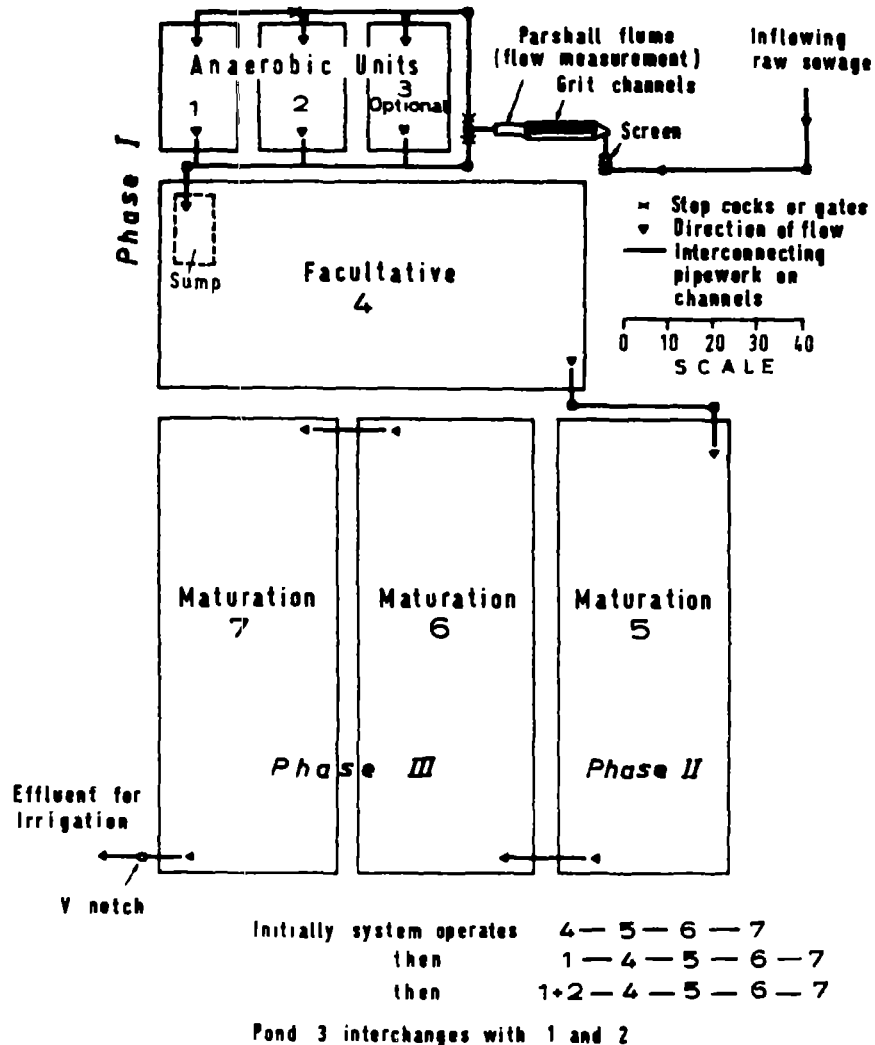 Parshall flume
(flow measurement)
Grit channels
Inflowing
raw sewage
Screen
Anaerobic Units
1
2
3
Optional
Phase I
Sump
Facultative
4
× Stop cocks or gates
▼ Direction of flow
— Interconnecting
pipework on
channels
0 10 20 30 40
SCALE
Maturation
7
Maturation
6
Maturation
5
Phase III
Phase II
Effluent for
Irrigation
V notch
Initially system operates 4 — 5 — 6 — 7
then 1 — 4 — 5 — 6 — 7
then 1+2 — 4 — 5 — 6 — 7
Pond 3 interchanges with 1 and 2